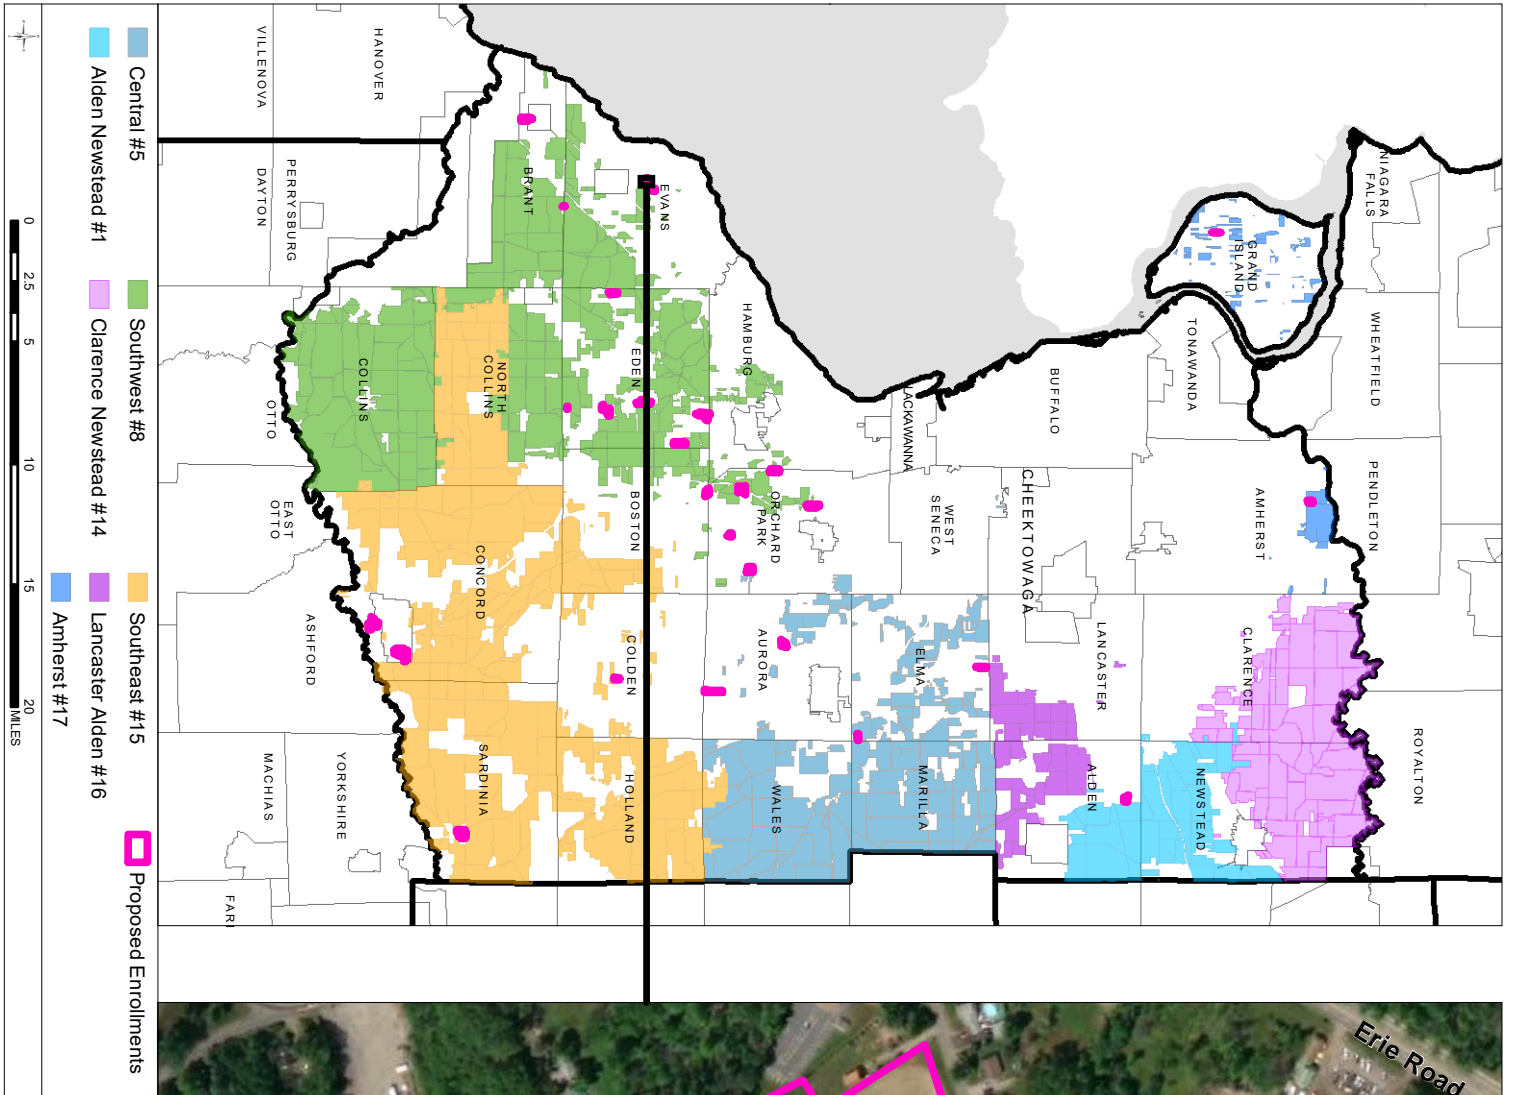 NIAGARA
FALLS
WHEATFIELD
PENDLETON
ROYALTON
GRAND
ISLAND
TONAWANDA
AMHERST
CLARENCE
NEWSTEAD
BUFFALO
CHEEKTOWAGA
LANCASTER
ALDEN
LACKAWANNA
WEST
SENECA
ELMA
MARILLA
HAMBURG
ORCHARD
PARK
AURORA
WALES
EVANS
EDEN
BOSTON
COLDEN
HOLLAND
BRANT
NORTH
COLLINS
CONCORD
SARDINIA
COLLINS
HANOVER
VILLENOVA
PERRYSBURG
DAYTON
OTTO
EAST
OTTO
ASHFORD
YORKSHIRE
MACHIAS
FARI
Central #5
Southwest #8
Southeast #15
Proposed Enrollments
Alden Newstead #1
Clarence Newstead #14
Lancaster Alden #16
Amherst #17
0 2.5 5 10 15 20
MILES
Erie Road